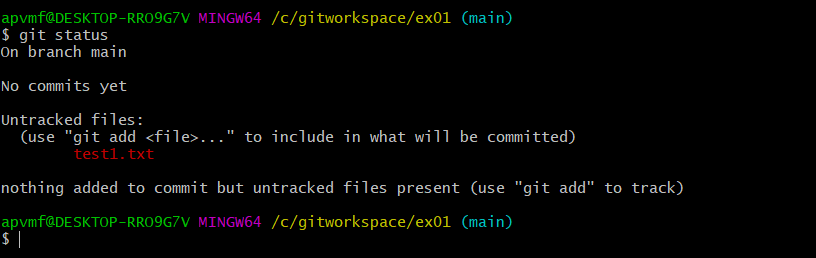 apvmf@DESKTOP-RRO9G7V MINGW64 /c/gitworkspace/ex01 (main)
$ git status
On branch main
No commits yet
Untracked files:
(use "git add <file>..." to include in what will be committed)
test1.txt
nothing added to commit but untracked files present (use "git add" to track)
apvmf@DESKTOP-RRO9G7V MINGW64 /c/gitworkspace/ex01 (main)
$